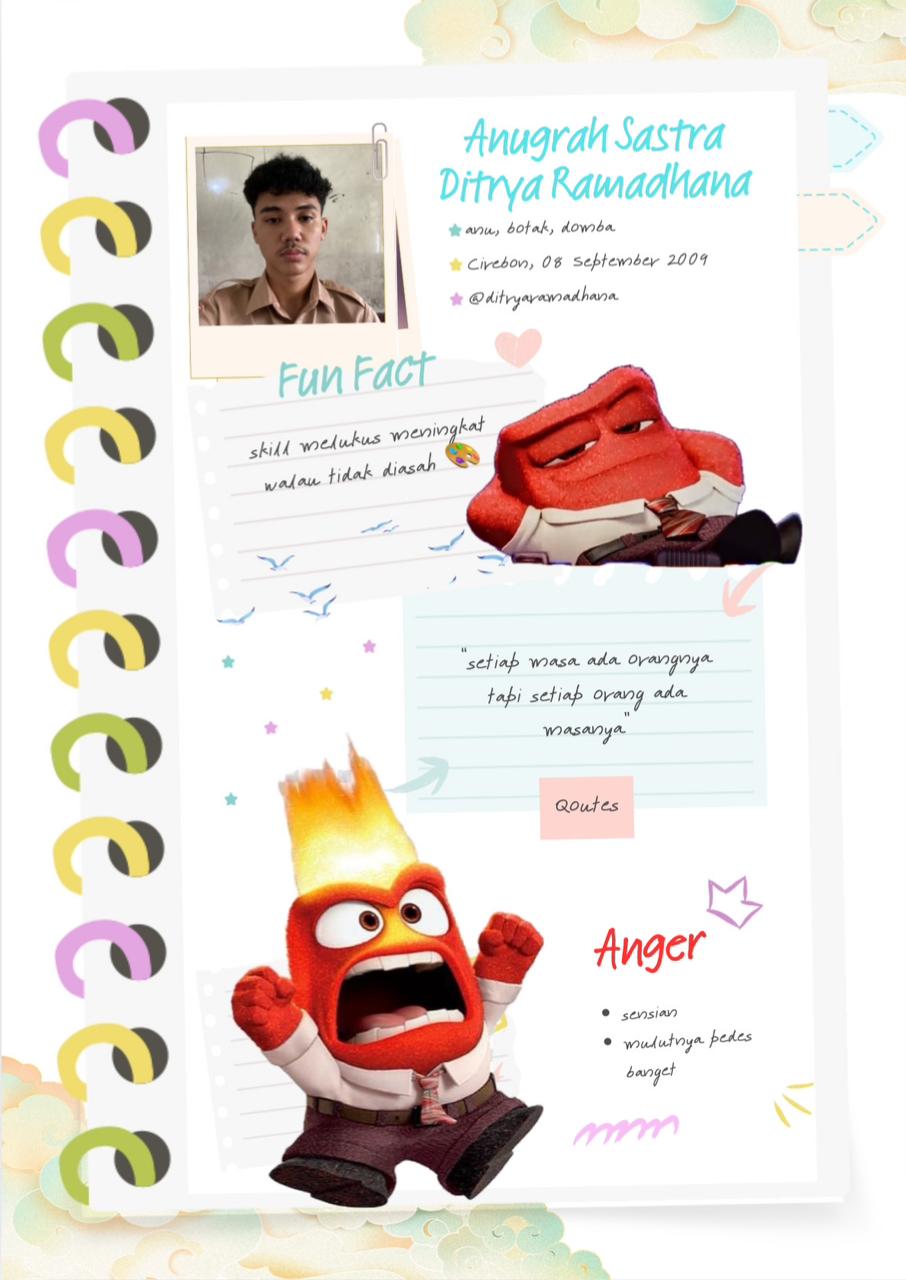 Anugrah Sastra
Ditrya Ramadhana
anu, botak, domba
Cirebon, 08 September 2009
@ditryaramadhana
Fun Fact
skill melukus meningkat
walau tidak diasah
"setiap masa ada orangnya
tapi setiap orang ada
masanya"
Qoutes
Anger
sensian
mulutnya pedes
banget